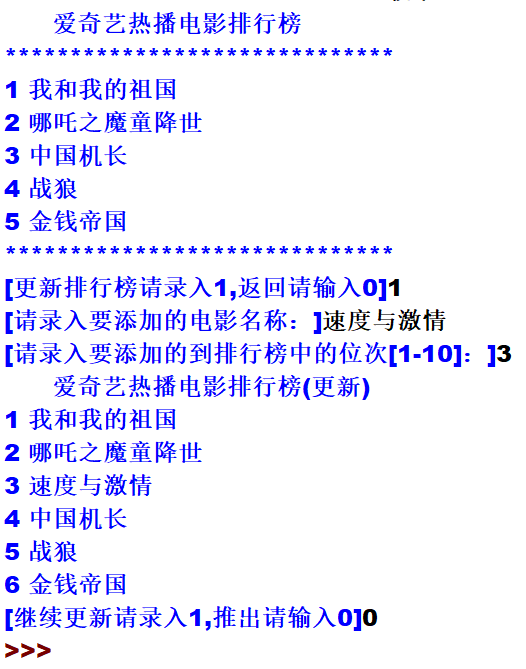 爱奇艺热播电影排行榜
******************************
1 我和我的祖国
2 哪吒之魔童降世
3 中国机长
4 战狼
5 金钱帝国
******************************
[更新排行榜请录入1,返回请输入0]1
[请录入要添加的电影名称：]速度与激情
[请录入要添加的到排行榜中的位次[1-10]：]3
爱奇艺热播电影排行榜(更新)
1 我和我的祖国
2 哪吒之魔童降世
3 速度与激情
4 中国机长
5 战狼
6 金钱帝国
[继续更新请录入1,推出请输入0]0
>>>